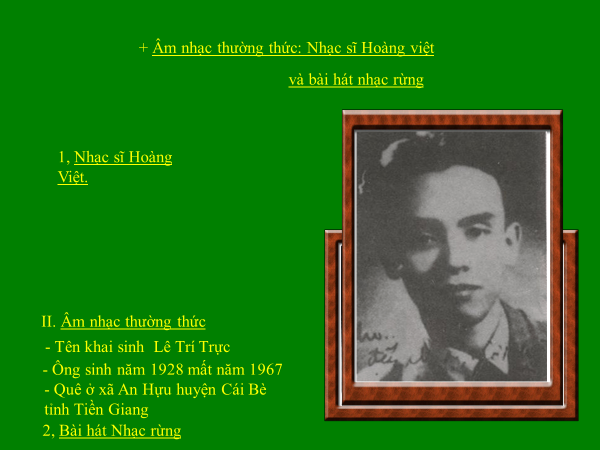 + Âm nhạc thường thức: Nhạc sĩ Hoàng việt
và bài hát nhạc rừng
1, Nhạc sĩ Hoàng
Việt.
II. Âm nhạc thường thức
- Tên khai sinh Lê Trí Trực
- Ông sinh năm 1928 mất năm 1967
- Quê ở xã An Hựu huyện Cái Bè
tỉnh Tiền Giang
2, Bài hát Nhạc rừng